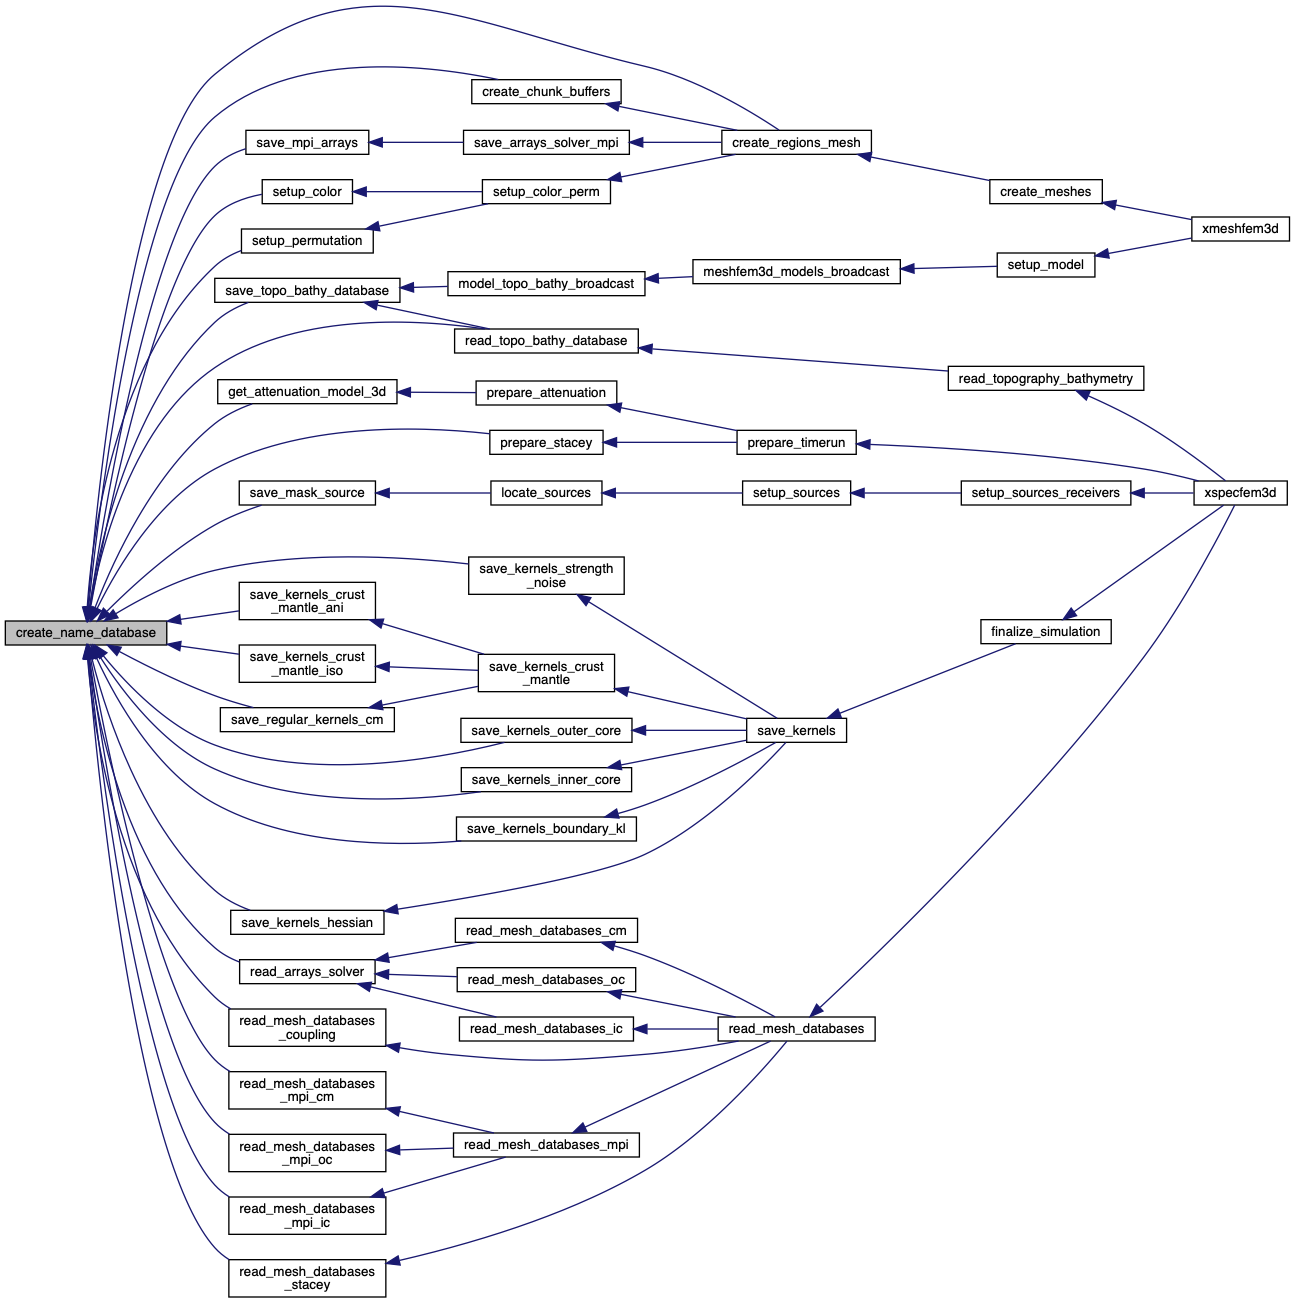 create_chunk_buffers
save_mpi_arrays
save_arrays_solver_mpi
create_regions_mesh
setup_color
setup_color_perm
create_meshes
setup_permutation
xmeshfem3d
save_topo_bathy_database
model_topo_bathy_broadcast
meshfem3d_models_broadcast
setup_model
read_topo_bathy_database
get_attenuation_model_3d
prepare_attenuation
read_topography_bathymetry
prepare_stacey
prepare_timerun
save_mask_source
locate_sources
setup_sources
setup_sources_receivers
xspecfem3d
save_kernels_strength
_noise
save_kernels_crust
_mantle_ani
create_name_database
finalize_simulation
save_kernels_crust
_mantle_iso
save_kernels_crust
_mantle
save_regular_kernels_cm
save_kernels_outer_core
save_kernels
save_kernels_inner_core
save_kernels_boundary_kl
save_kernels_hessian
read_mesh_databases_cm
read_arrays_solver
read_mesh_databases_oc
read_mesh_databases
_coupling
read_mesh_databases_ic
read_mesh_databases
read_mesh_databases
_mpi_cm
read_mesh_databases
_mpi_oc
read_mesh_databases_mpi
read_mesh_databases
_mpi_ic
read_mesh_databases
_stacey